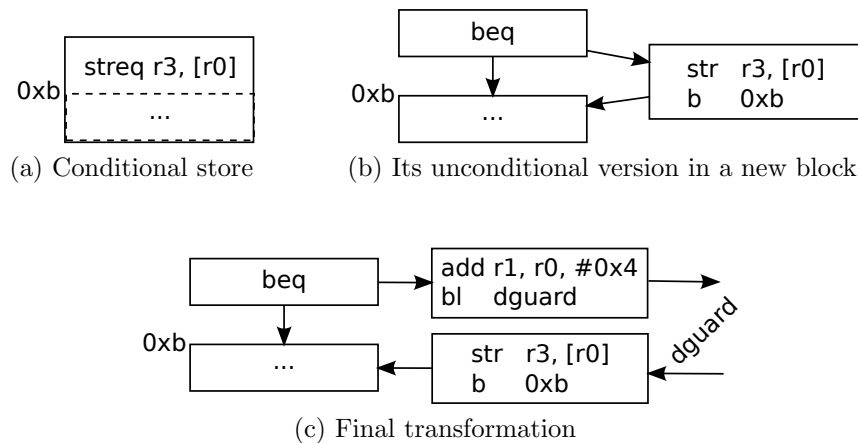 streq r3, [r0]
0xb
...
(a) Conditional store
beq
str r3, [r0]
b 0xb
0xb
...
(b) Its unconditional version in a new block
beq
add r1, r0, #0x4
bl dguard
0xb
...
str r3, [r0]
b 0xb
dguard
(c) Final transformation